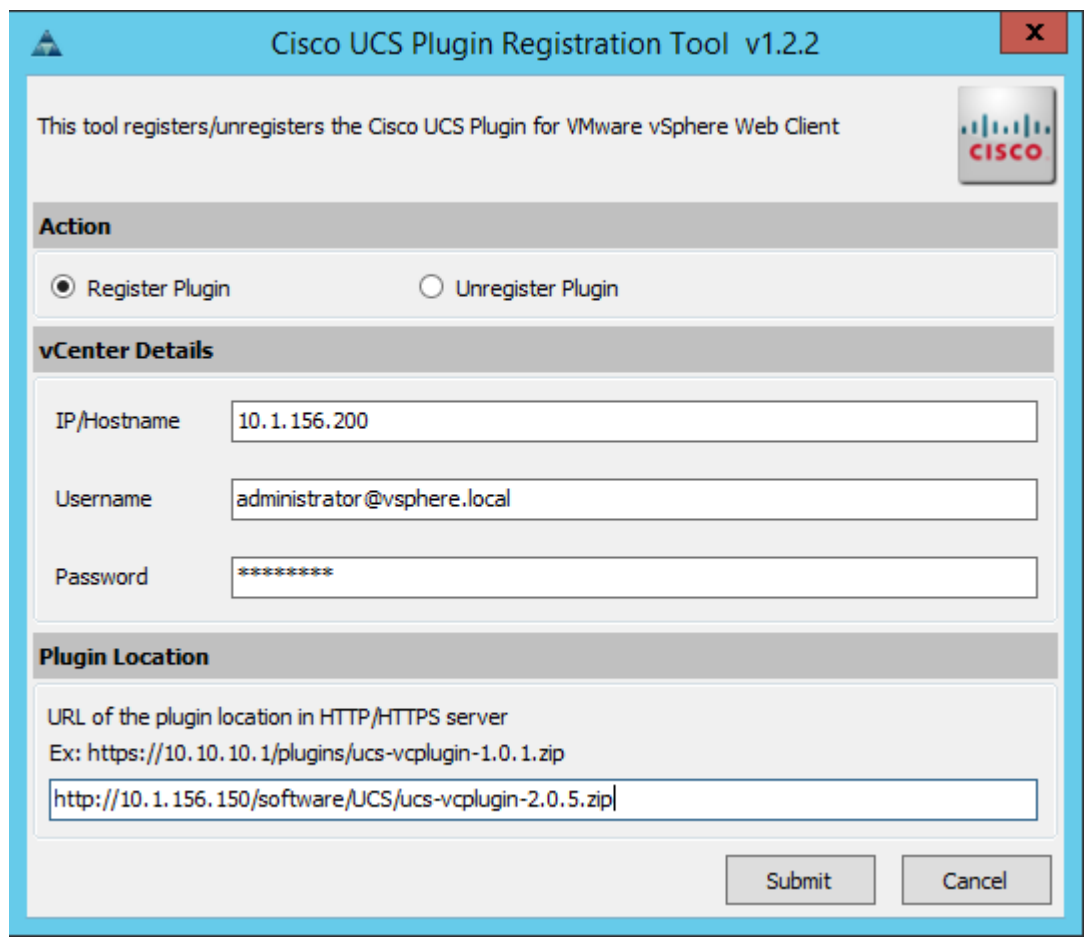 Cisco UCS Plugin Registration Tool v1.2.2
x
This tool registers/unregisters the Cisco UCS Plugin for VMware vSphere Web Client
CISCO
Action
Register Plugin Unregister Plugin
vCenter Details
IP/Hostname 10.1.156.200
Username administrator@vsphere.local
Password ********
Plugin Location
URL of the plugin location in HTTP/HTTPS server
Ex: https://10.10.10.1/plugins/ucs-vcplugin-1.0.1.zip
http://10.1.156.150/software/UCS/ucs-vcplugin-2.0.5.zip
Submit Cancel